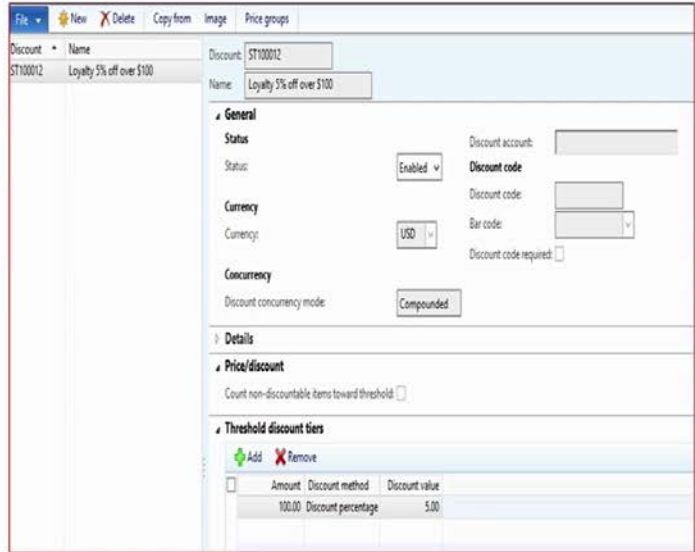 File New Delete Copy from Image Price groups
Discount Name
ST100012 Loyalty 5% off over $100
Discount: ST100012
Name: Loyalty 5% off over $100
General
Status
Status: Enabled
Currency
Currency: USD
Concurrency
Discount concurrency mode: Compounded
Discount account:
Discount code
Discount code:
Bar code:
Discount code required:
Details
Price/discount
Count non-discountable items toward threshold:
Threshold discount tiers
Add Remove
Amount Discount method Discount value
100.00 Discount percentage 5.00